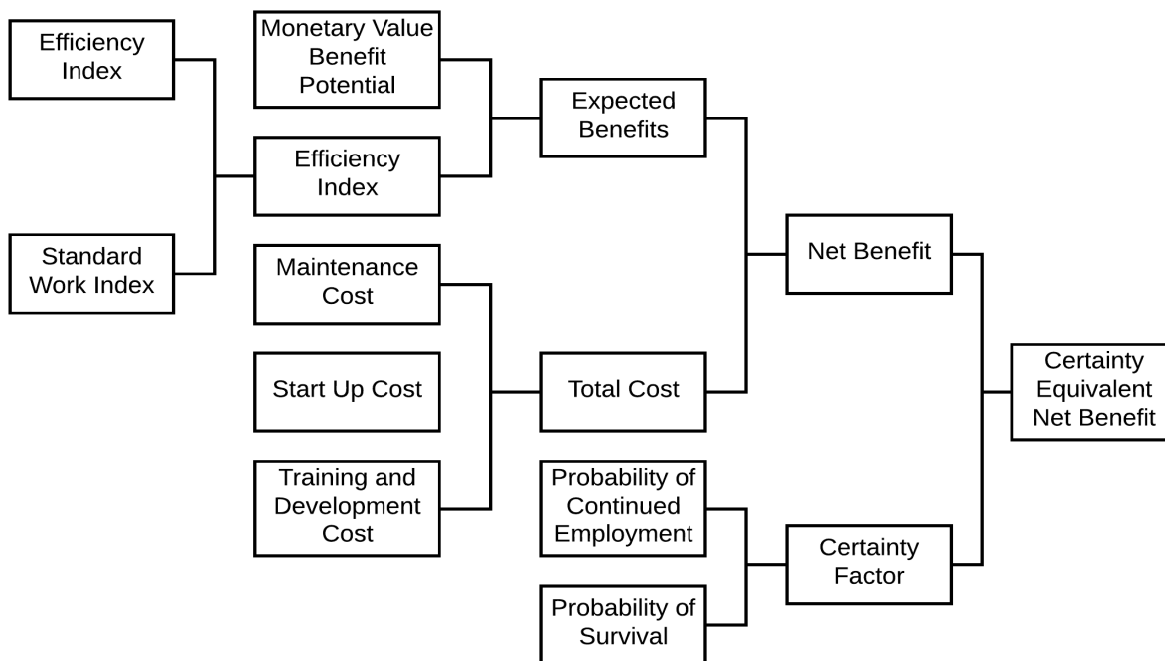 Efficiency
Index
Standard
Work Index
Monetary Value
Benefit
Potential
Efficiency
Index
Maintenance
Cost
Start Up Cost
Training and
Development
Cost
Expected
Benefits
Total Cost
Probability of
Continued
Employment
Probability of
Survival
Net Benefit
Certainty
Factor
Certainty
Equivalent
Net Benefit